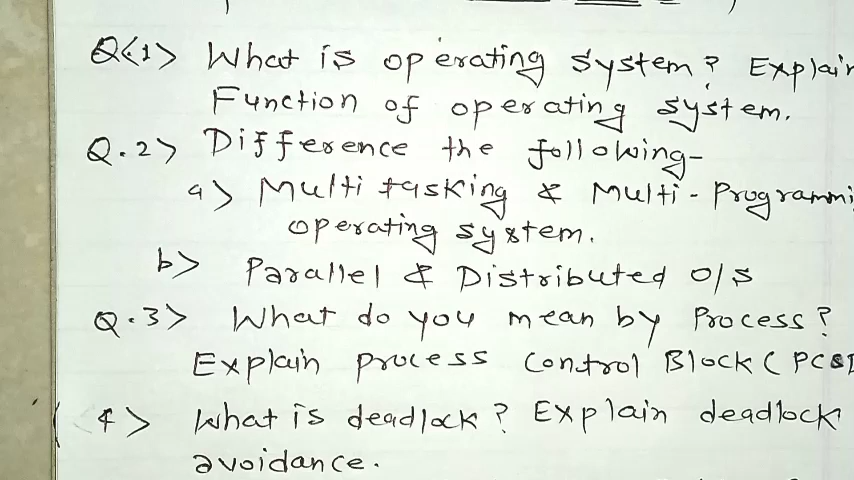 Q<1> What is operating system? Explain
Function of operating system.
Q.2> Difference the following-
a> Multi tasking & Multi-Programmi
operating system.
b> Parallel & Distributed O/S
Q.3> What do you mean by Process?
Explain process Control Block (PCB)
4> What is deadlock? Explain deadlock
avoidance.